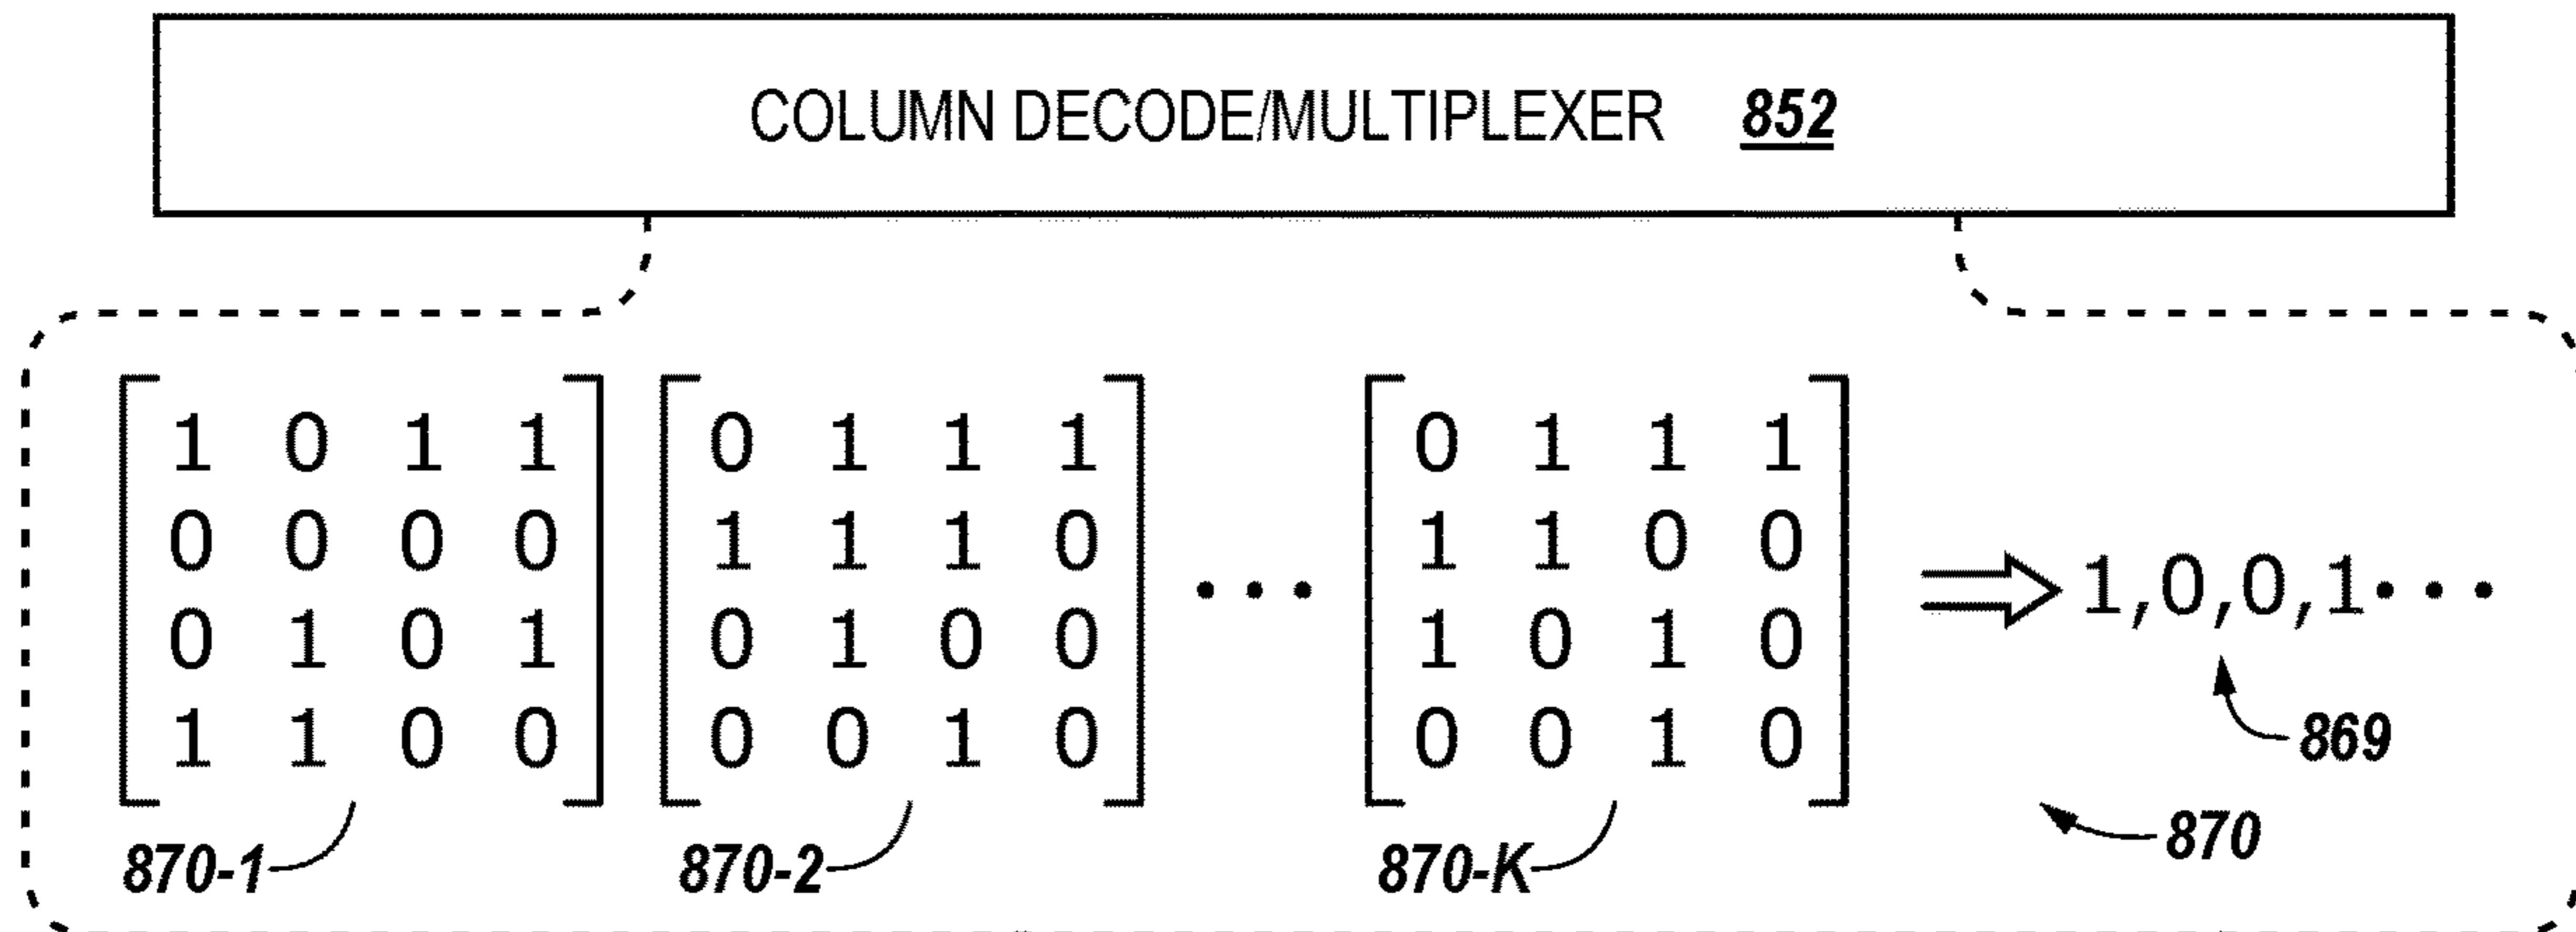 COLUMN DECODE/MULTIPLEXER 852
1 0 1 1 0 1 1 1 0 1 1 1
0 0 0 0 1 1 1 0 1 1 0 0
0 1 0 1 0 1 0 0 ••• 1 0 1 0 ⇒ 1,0,0,1•••
1 1 0 0 0 0 1 0 0 0 1 0
869
870
870-1 870-2 870-K